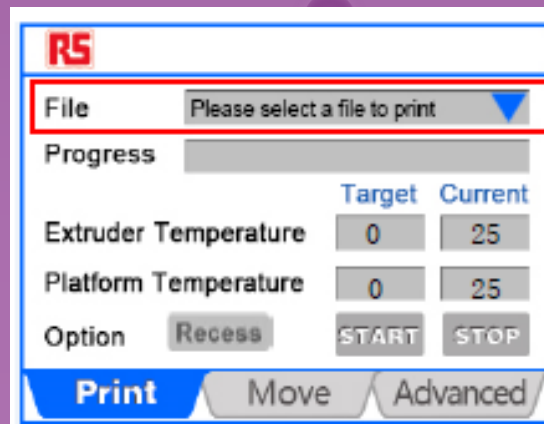 RS
File Please select a file to print
Progress
Target Current
Extruder Temperature 0 25
Platform Temperature 0 25
Option Recess START STOP
Print Move Advanced